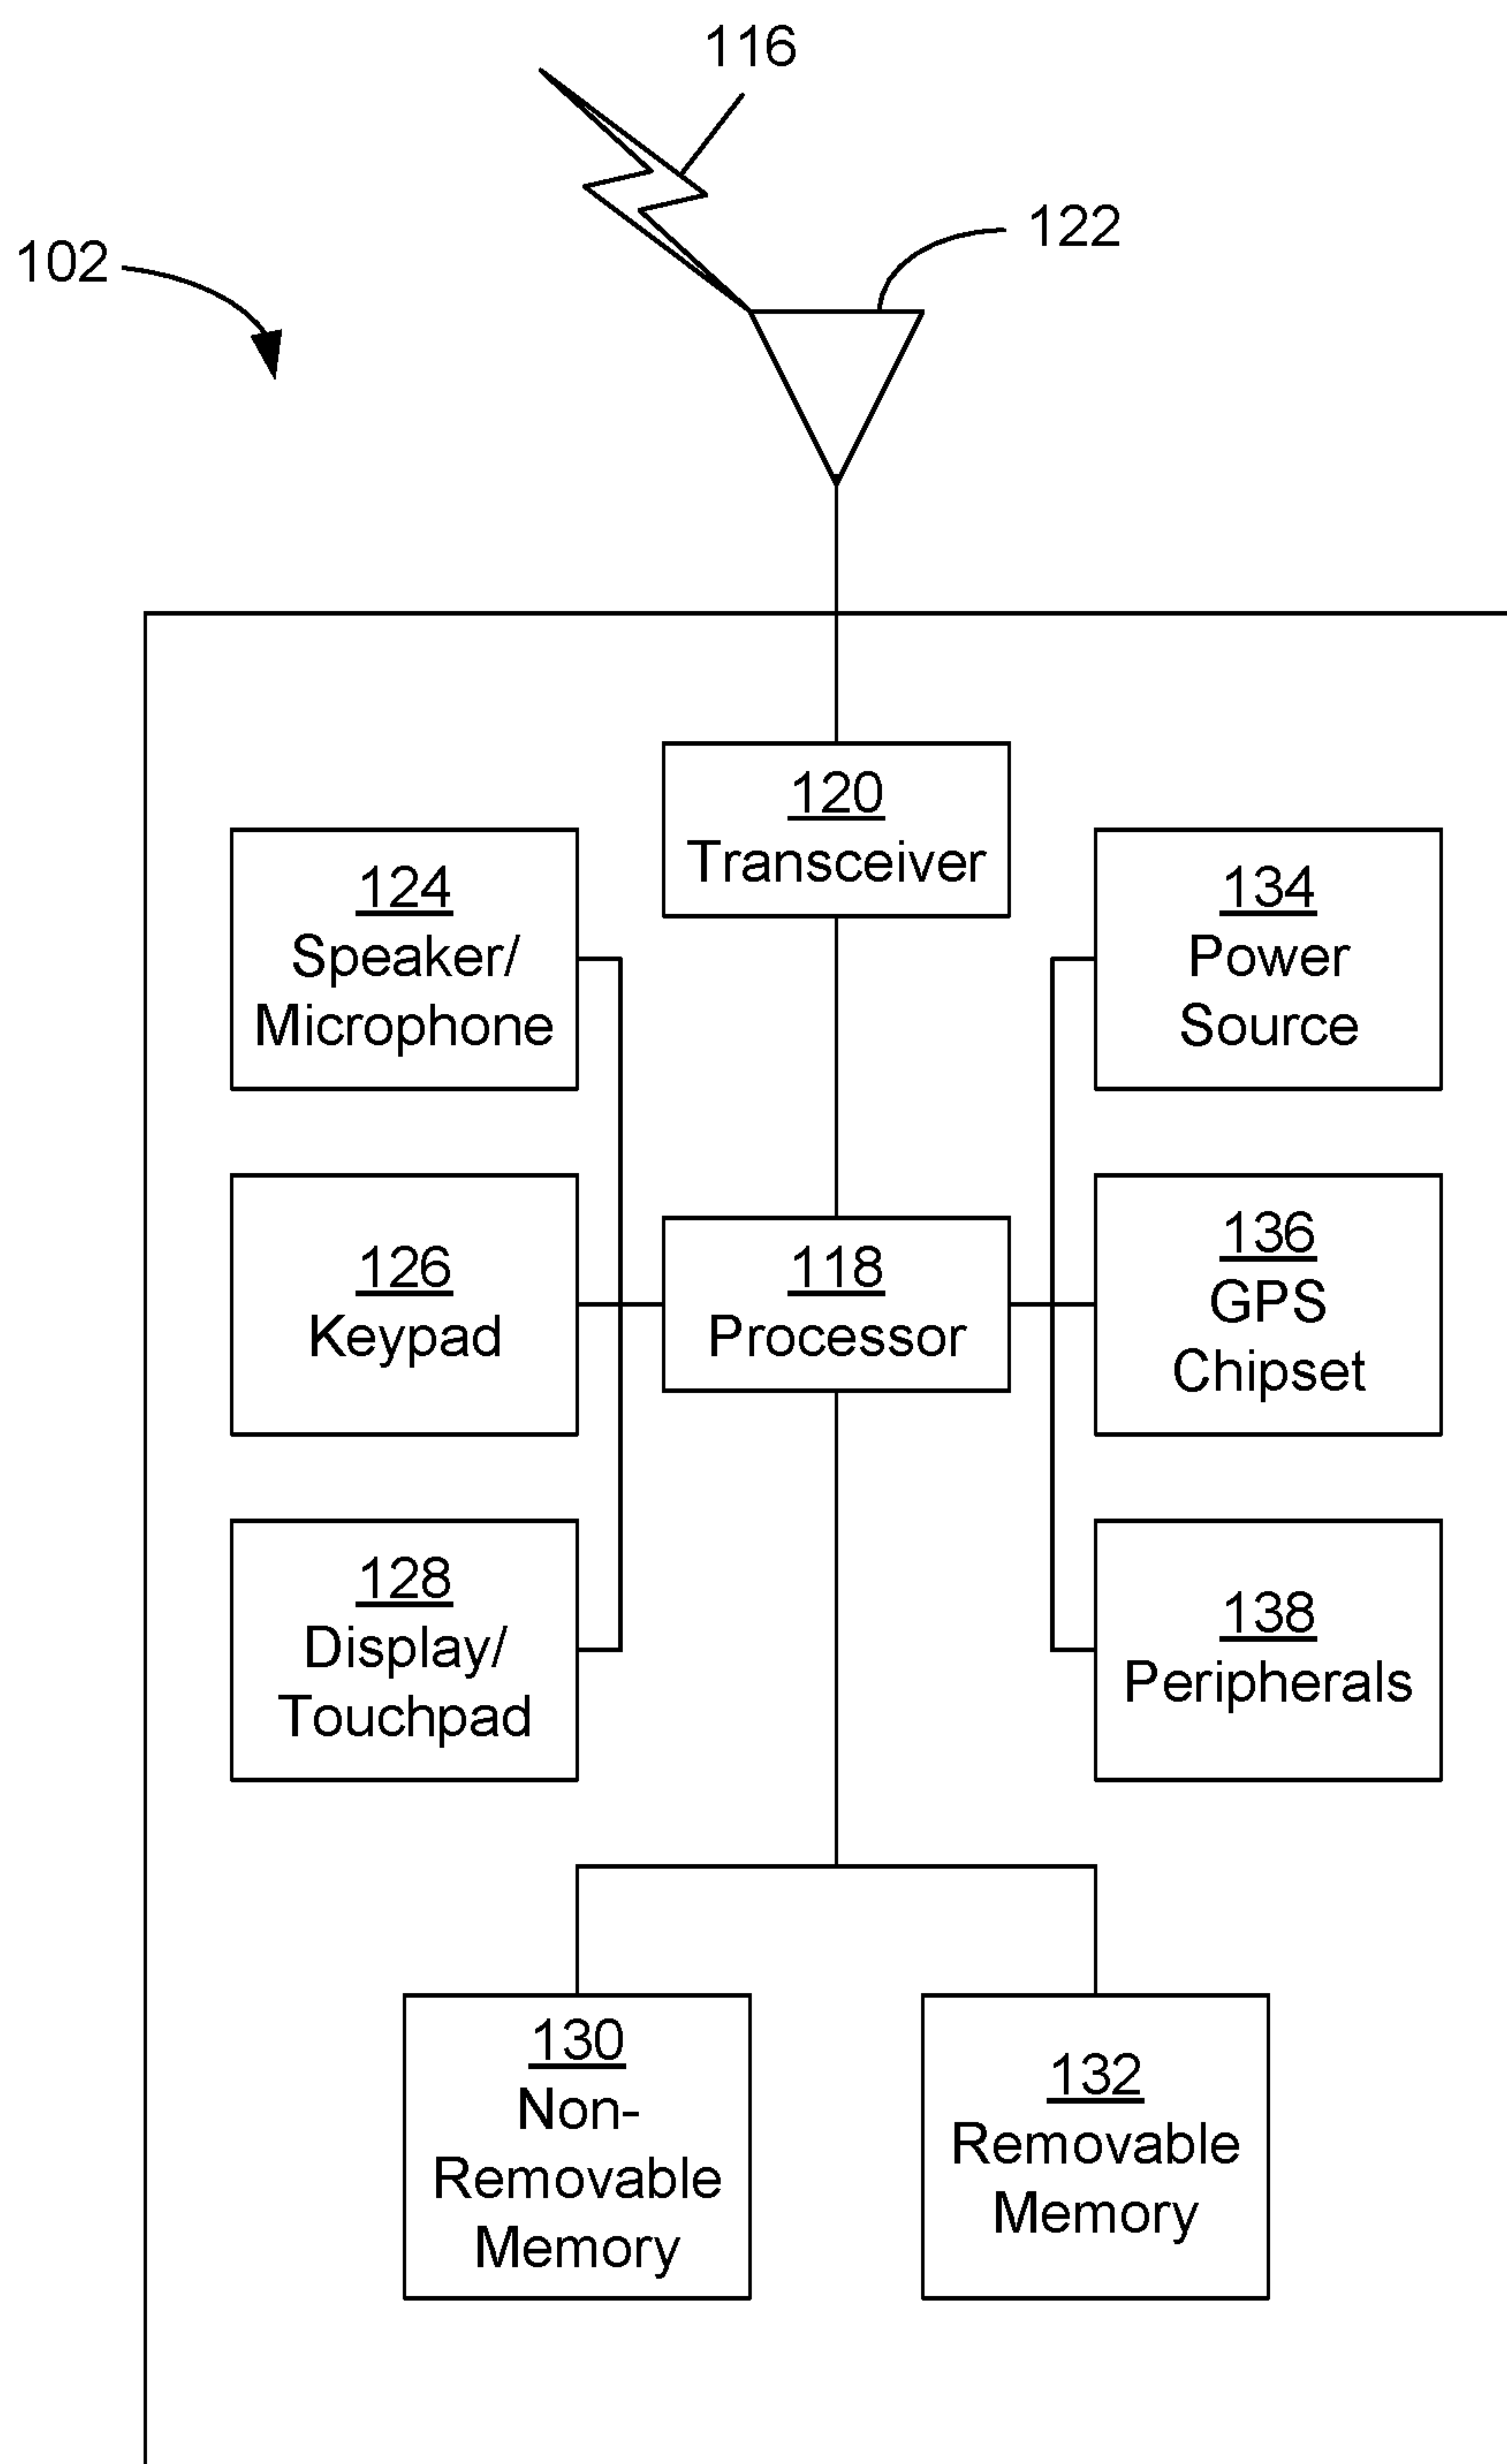 116
122
102
120
Transceiver
124
Speaker/
Microphone
134
Power
Source
126
Keypad
118
Processor
136
GPS
Chipset
128
Display/
Touchpad
138
Peripherals
130
Non-
Removable
Memory
132
Removable
Memory